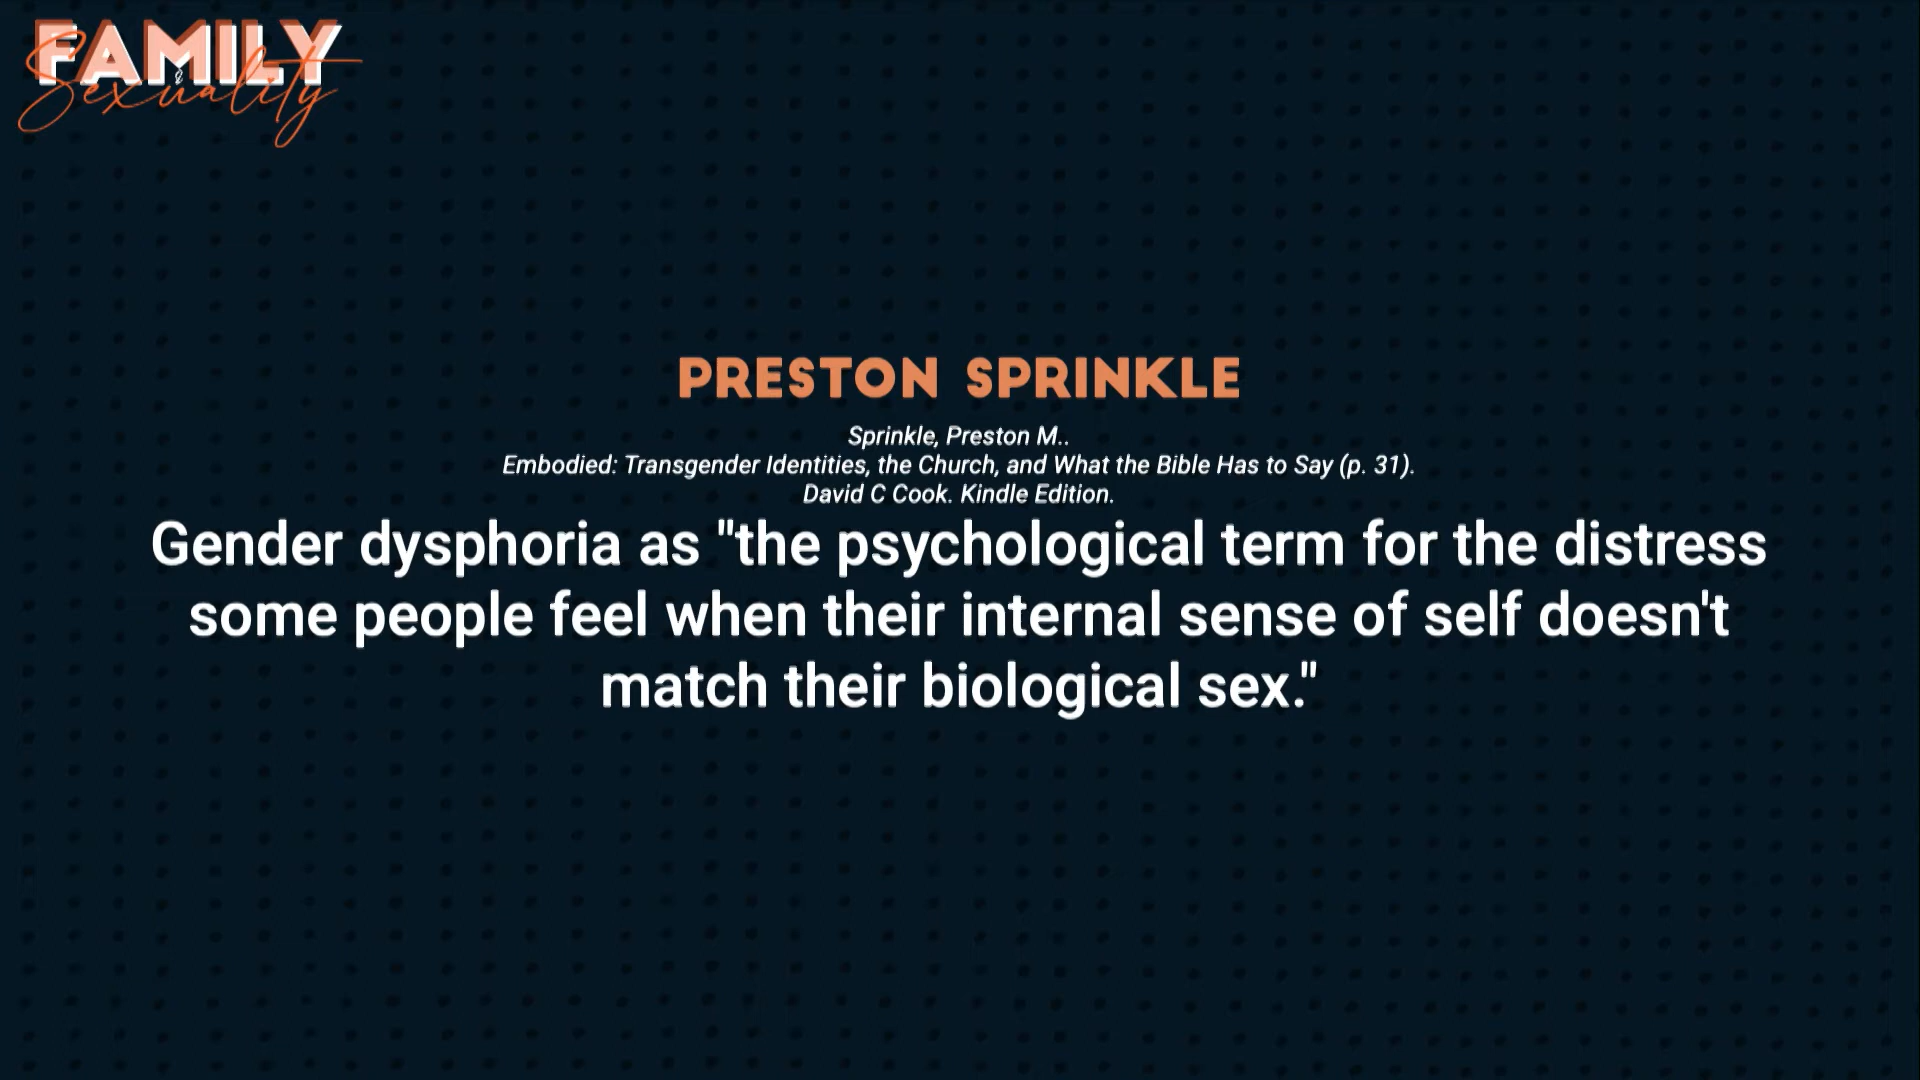 FAMILY
&
Sexuality
PRESTON SPRINKLE
Sprinkle, Preston M..
Embodied: Transgender Identities, the Church, and What the Bible Has to Say (p. 31).
David C Cook. Kindle Edition.
Gender dysphoria as "the psychological term for the distress
some people feel when their internal sense of self doesn't
match their biological sex."